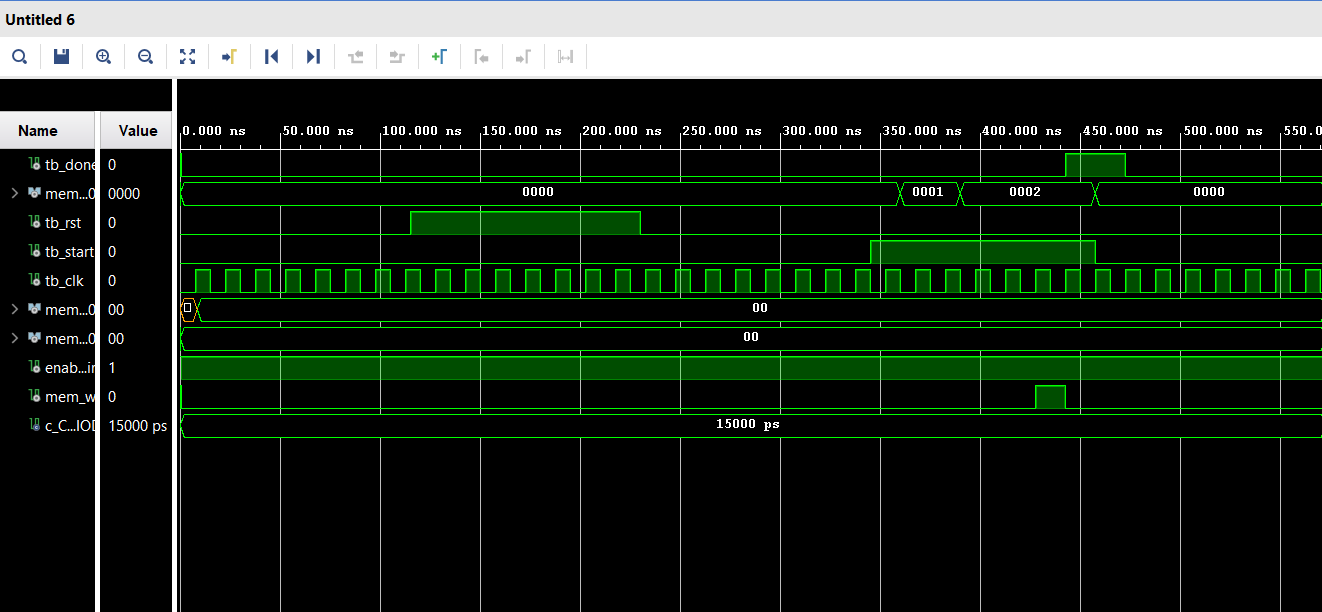 Untitled 6
Name Value
0.000 ns 50.000 ns 100.000 ns 150.000 ns 200.000 ns 250.000 ns 300.000 ns 350.000 ns 400.000 ns 450.000 ns 500.000 ns 550.0
tb_done 0
mem...0 0000 0000 0001 0002 0000
tb_rst 0
tb_start 0
tb_clk 0
mem...0 00 00
mem...0 00 00
enab...ir 1
mem_w 0
c_C...IOD 15000 ps 15000 ps